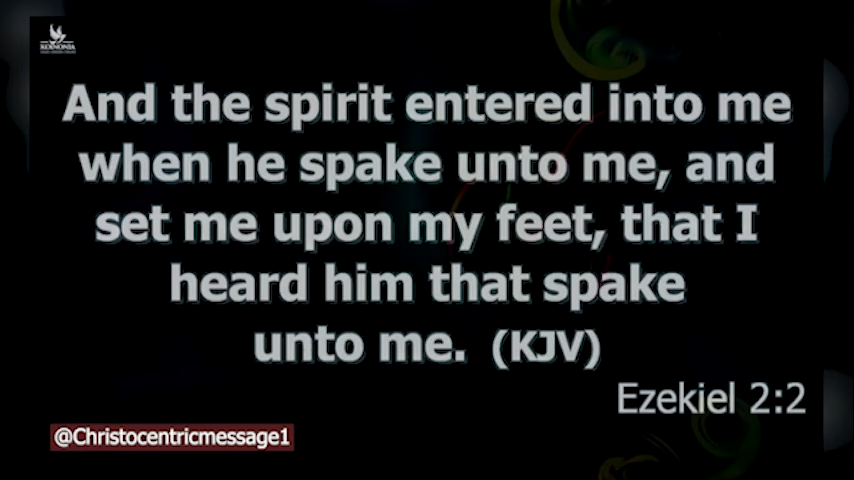 KOINONIA
And the spirit entered into me
when he spake unto me, and
set me upon my feet, that I
heard him that spake
unto me. (KJV)
Ezekiel 2:2
@Christocentricmessage1